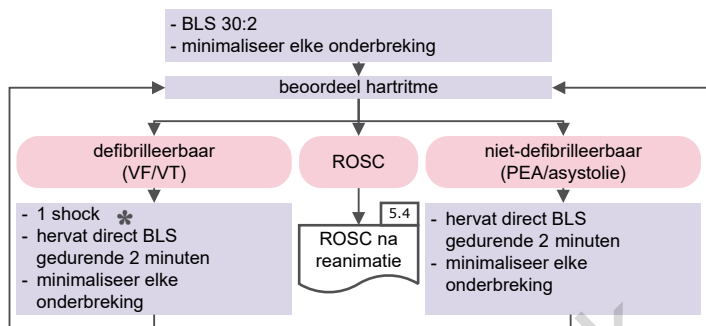 - BLS 30:2
- minimaliseer elke onderbreking
beoordeel hartritme
defibrilleerbaar
(VF/VT)
ROSC
niet-defibrilleerbaar
(PEA/asystolie)
- 1 shock *
- hervat direct BLS
gedurende 2 minuten
- minimaliseer elke
onderbreking
5.4
ROSC na
reanimatie
- hervat direct BLS
gedurende 2 minuten
- minimaliseer elke
onderbreking